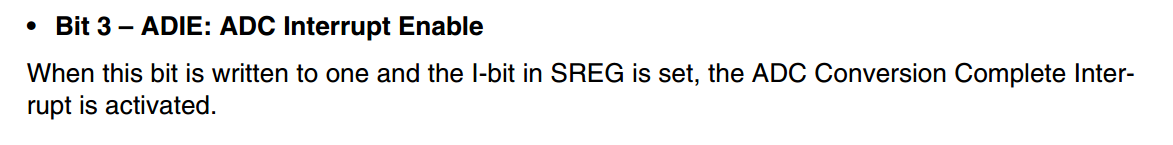 • Bit 3 – ADIE: ADC Interrupt Enable
When this bit is written to one and the I-bit in SREG is set, the ADC Conversion Complete Inter-
rupt is activated.